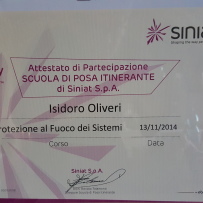 SINIAT
Attestato di Partecipazione
SCUOLA DI POSA ITINERANTE
di Siniat S.p.A.
Isidoro Oliveri
rotezione al Fuoco dei Sistemi 13/11/2014
Corso Data
Siniat S.p.A.